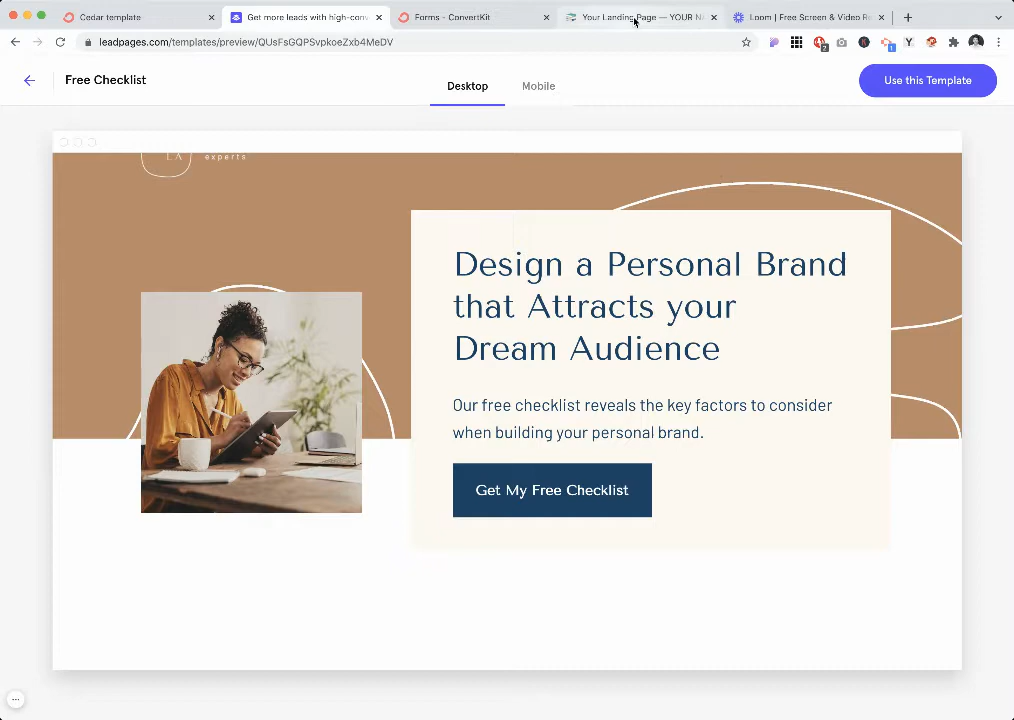 Cedar template
Get more leads with high-con
Forms - ConvertKit
Your Landing Page — YOUR N
Loom | Free Screen & Video R
leadpages.com/templates/preview/QUsFsGQPSvpkoeZxb4MeDV
Free Checklist
Desktop
Mobile
Use this Template
LA
experts
Design a Personal Brand
that Attracts your
Dream Audience
Our free checklist reveals the key factors to consider
when building your personal brand.
Get My Free Checklist